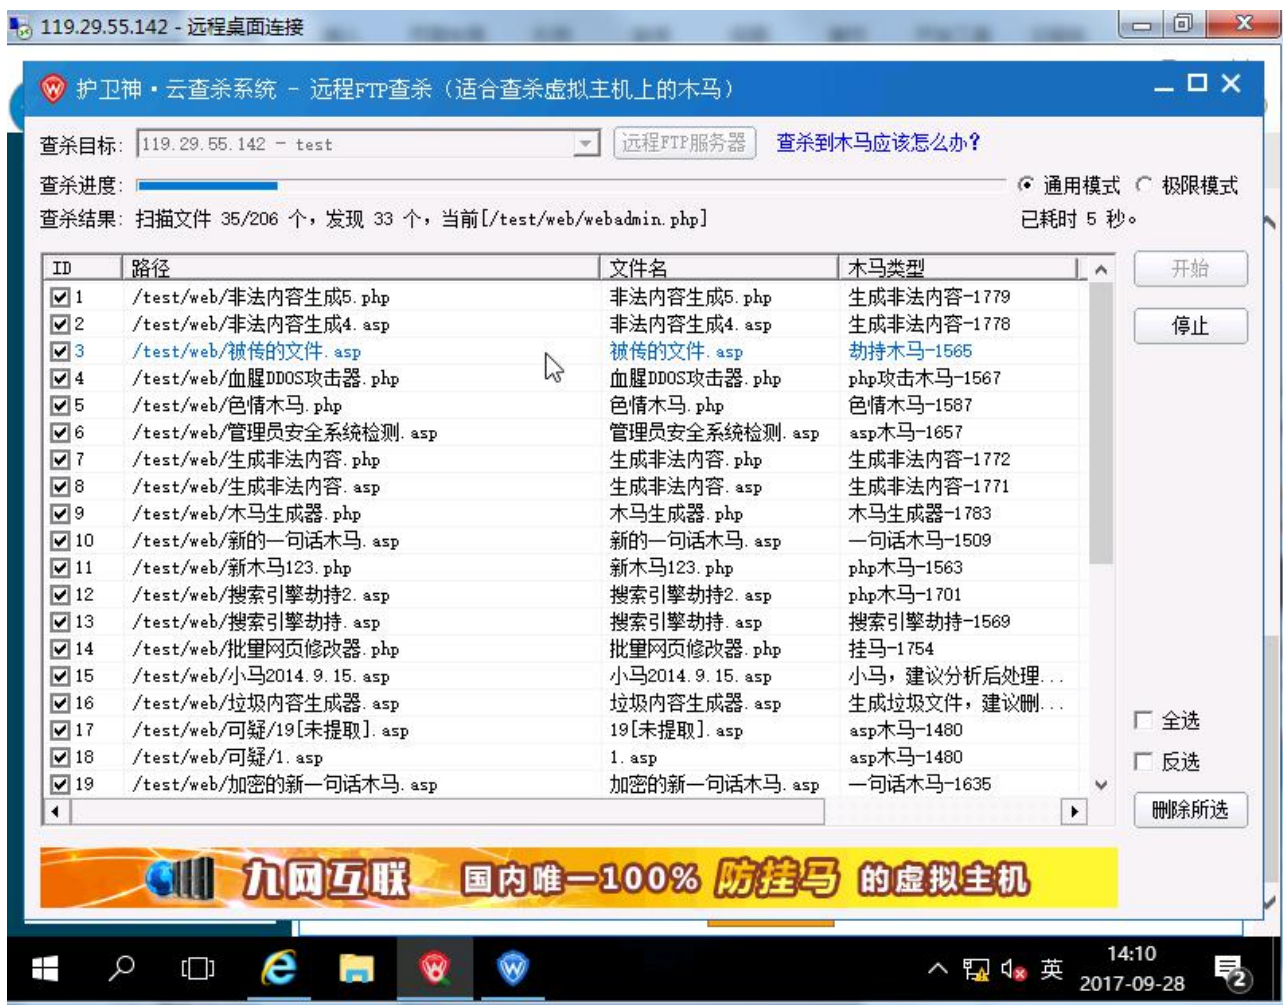 119.29.55.142 - 远程桌面连接
护卫神·云查杀系统 - 远程FTP查杀（适合查杀虚拟主机上的木马）
查杀目标: 119.29.55.142 - test 远程FTP服务器 查杀到木马应该怎么办?
查杀进度: 通用模式 极限模式
查杀结果: 扫描文件 35/206 个，发现 33 个，当前[/test/web/webadmin.php] 已耗时 5 秒。
ID 路径 文件名 木马类型 开始
1 /test/web/非法内容生成5.php 非法内容生成5.php 生成非法内容-1779
2 /test/web/非法内容生成4.asp 非法内容生成4.asp 生成非法内容-1778 停止
3 /test/web/被传的文件.asp 被传的文件.asp 劫持木马-1565
4 /test/web/血腥DDOS攻击器.php 血腥DDOS攻击器.php php攻击木马-1567
5 /test/web/色情木马.php 色情木马.php 色情木马-1587
6 /test/web/管理员安全系统检测.asp 管理员安全系统检测.asp asp木马-1657
7 /test/web/生成非法内容.php 生成非法内容.php 生成非法内容-1772
8 /test/web/生成非法内容.asp 生成非法内容.asp 生成非法内容-1771
9 /test/web/木马生成器.php 木马生成器.php 木马生成器-1783
10 /test/web/新的一句话木马.asp 新的一句话木马.asp 一句话木马-1509
11 /test/web/新木马123.php 新木马123.php php木马-1563
12 /test/web/搜索引擎劫持2.asp 搜索引擎劫持2.asp php木马-1701
13 /test/web/搜索引擎劫持.asp 搜索引擎劫持.asp 搜索引擎劫持-1569
14 /test/web/批量网页修改器.php 批量网页修改器.php 挂马-1754
15 /test/web/小马2014.9.15.asp 小马2014.9.15.asp 小马，建议分析后处理...
16 /test/web/垃圾内容生成器.asp 垃圾内容生成器.asp 生成垃圾文件，建议删...
17 /test/web/可疑/19[未提取].asp 19[未提取].asp asp木马-1480 全选
18 /test/web/可疑/1.asp 1.asp asp木马-1480 反选
19 /test/web/加密的新一句话木马.asp 加密的新一句话木马.asp 一句话木马-1635
删除所选
九网互联 国内唯一100% 防挂马 的虚拟主机
英 14:10
2017-09-28 2